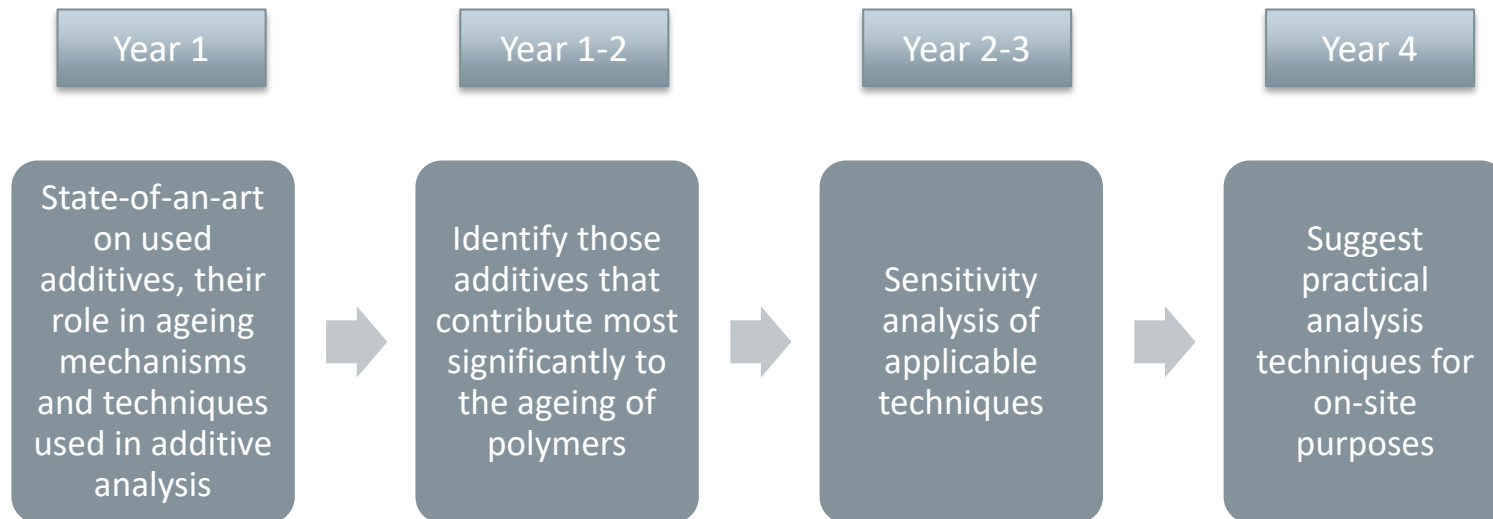 Year 1
Year 1-2
Year 2-3
Year 4
State-of-an-art
on used
additives, their
role in ageing
mechanisms
and techniques
used in additive
analysis
Identify those
additives that
contribute most
significantly to
the ageing of
polymers
Sensitivity
analysis of
applicable
techniques
Suggest
practical
analysis
techniques for
on-site
purposes